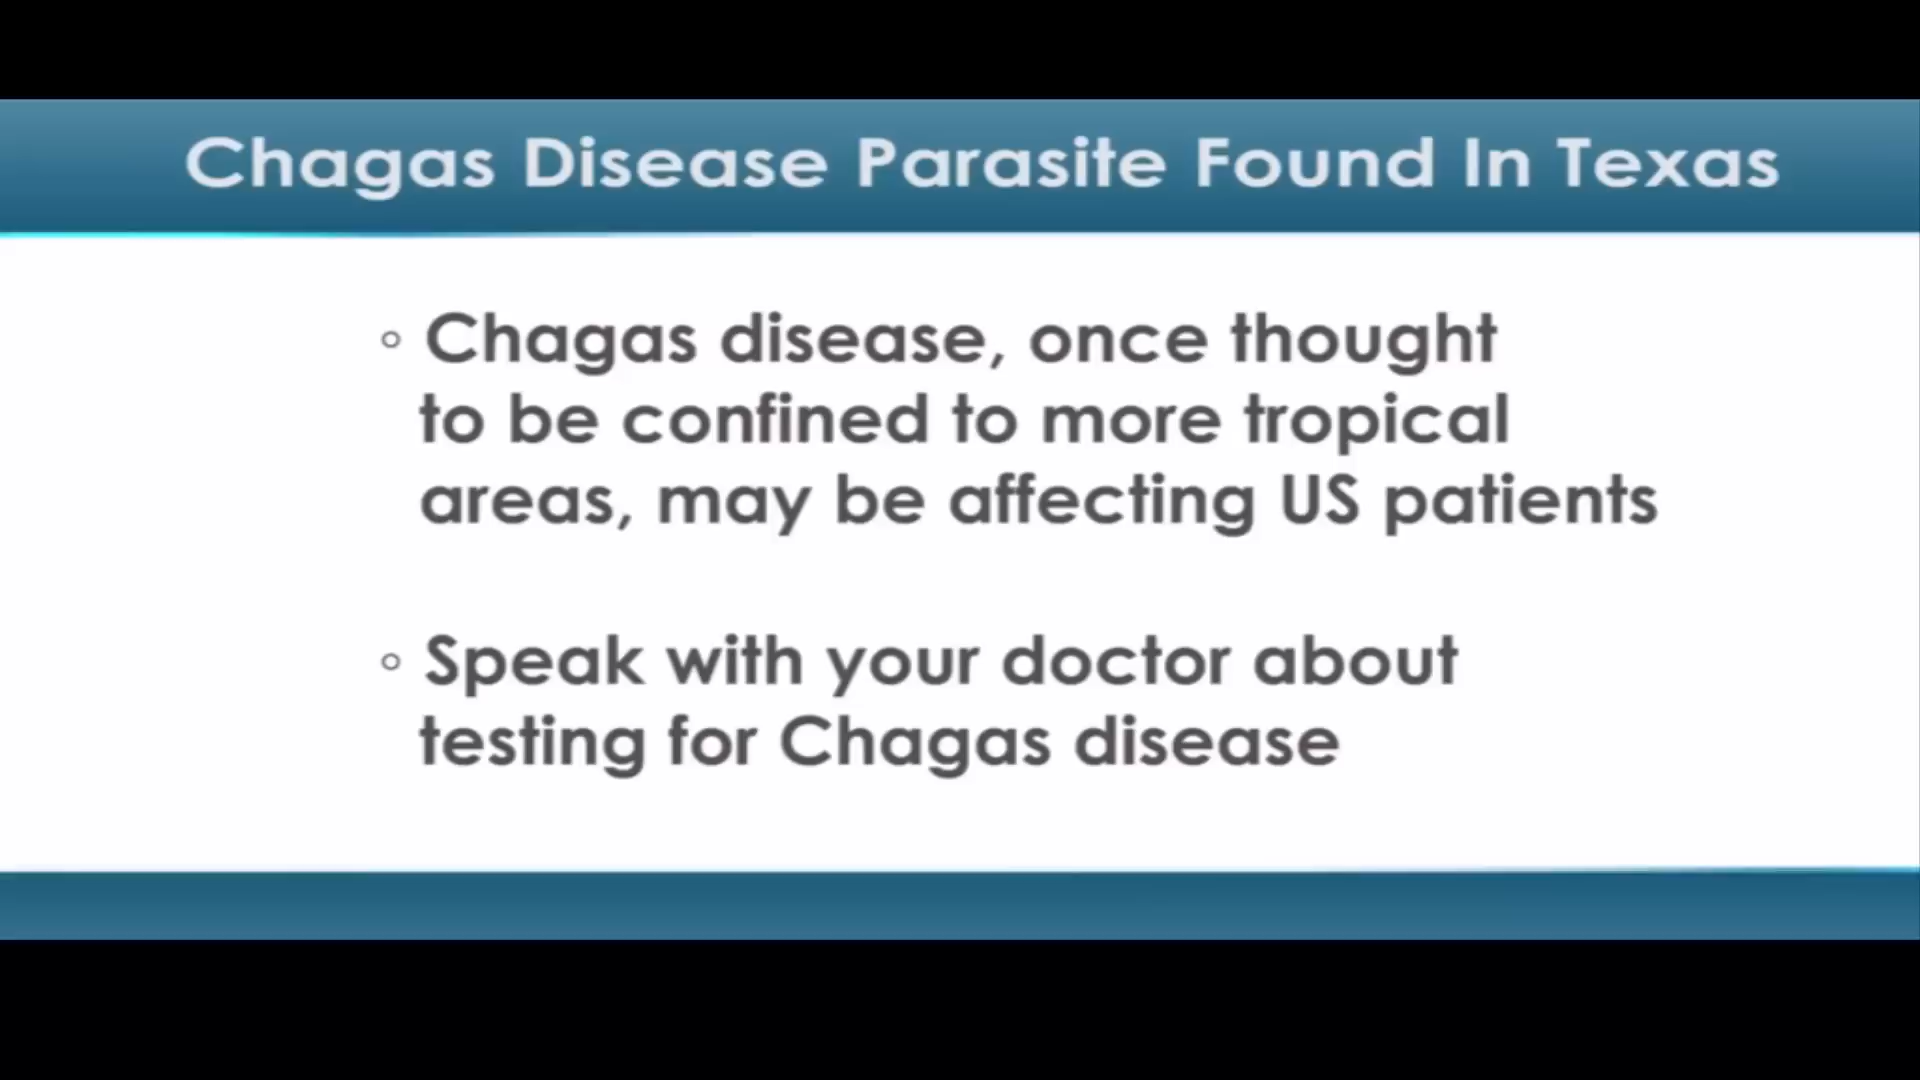 Chagas Disease Parasite Found In Texas
◦ Chagas disease, once thought
to be confined to more tropical
areas, may be affecting US patients
◦ Speak with your doctor about
testing for Chagas disease